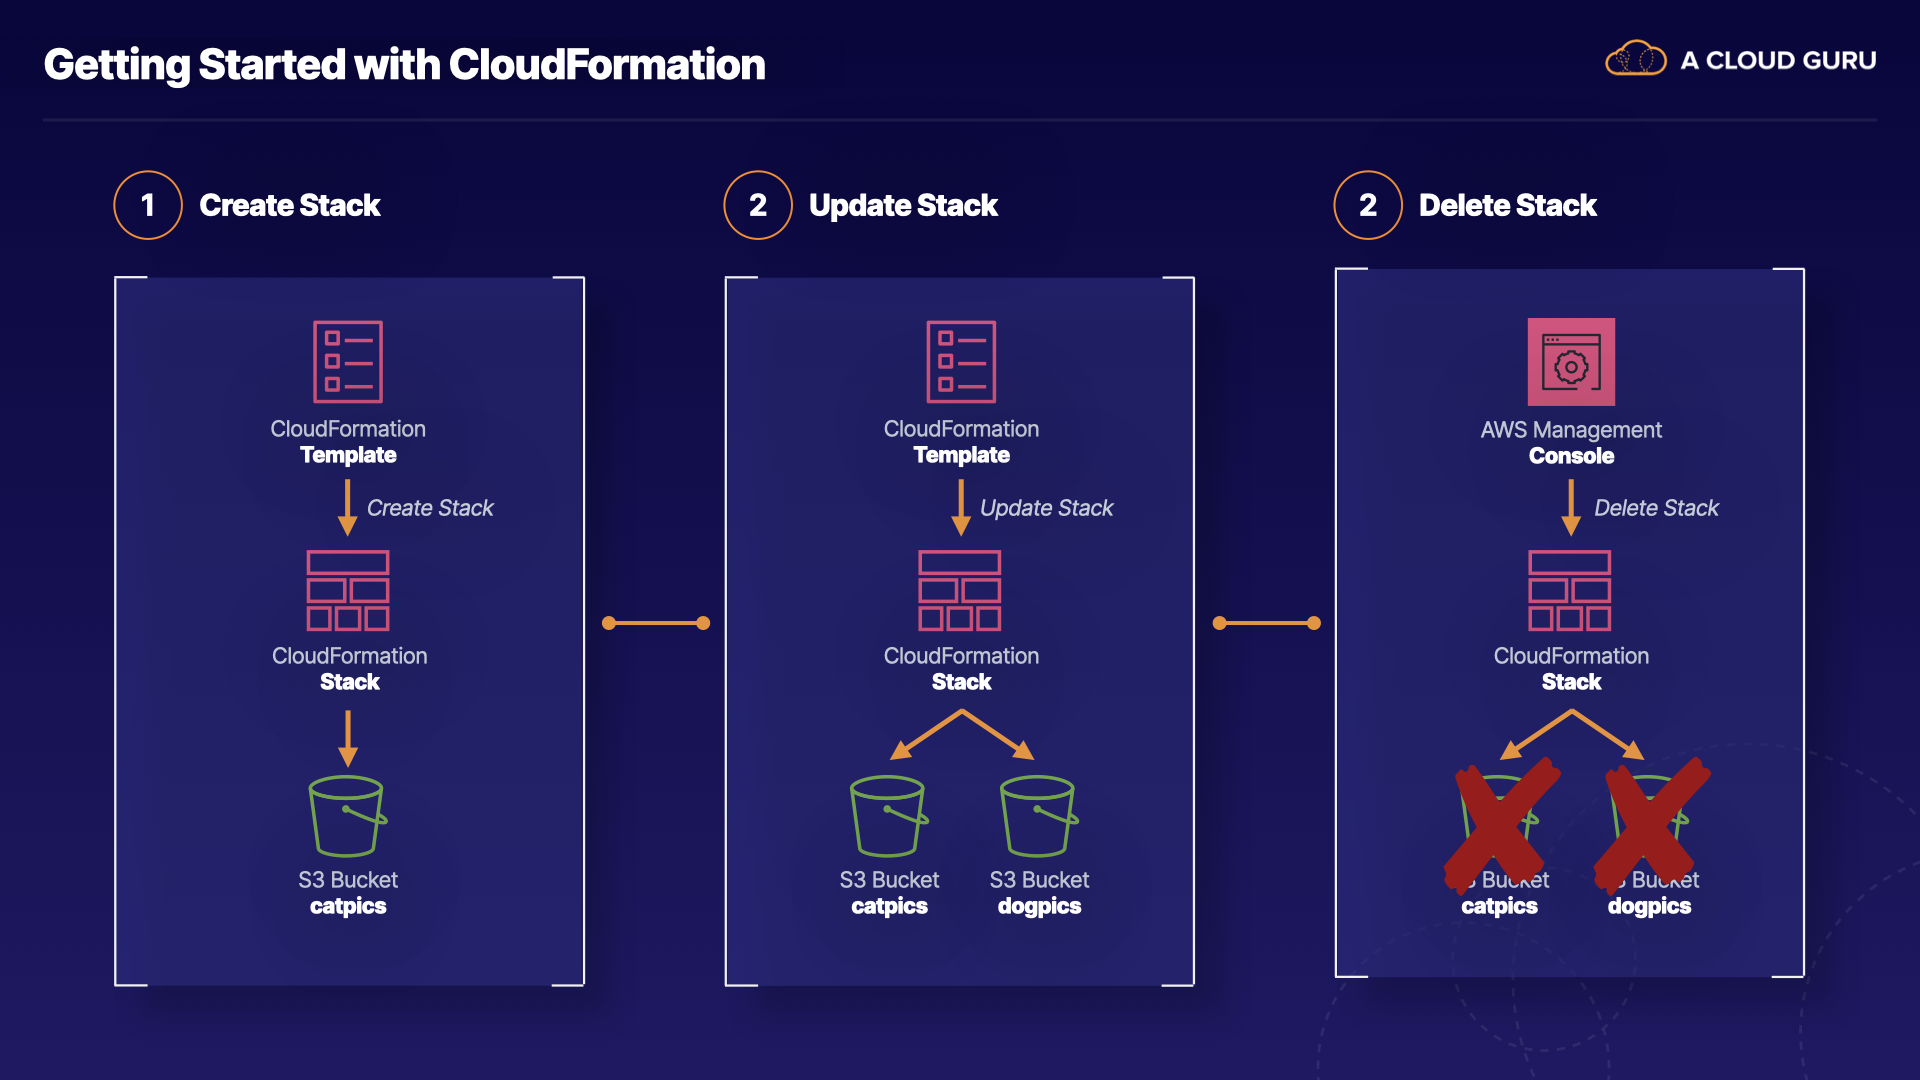 Getting Started with CloudFormation
A CLOUD GURU
1
Create Stack
CloudFormation
Template
Create Stack
CloudFormation
Stack
S3 Bucket
catpics
2
Update Stack
CloudFormation
Template
Update Stack
CloudFormation
Stack
S3 Bucket
catpics
S3 Bucket
dogpics
2
Delete Stack
AWS Management
Console
Delete Stack
CloudFormation
Stack
Bucket
catpics
Bucket
dogpics